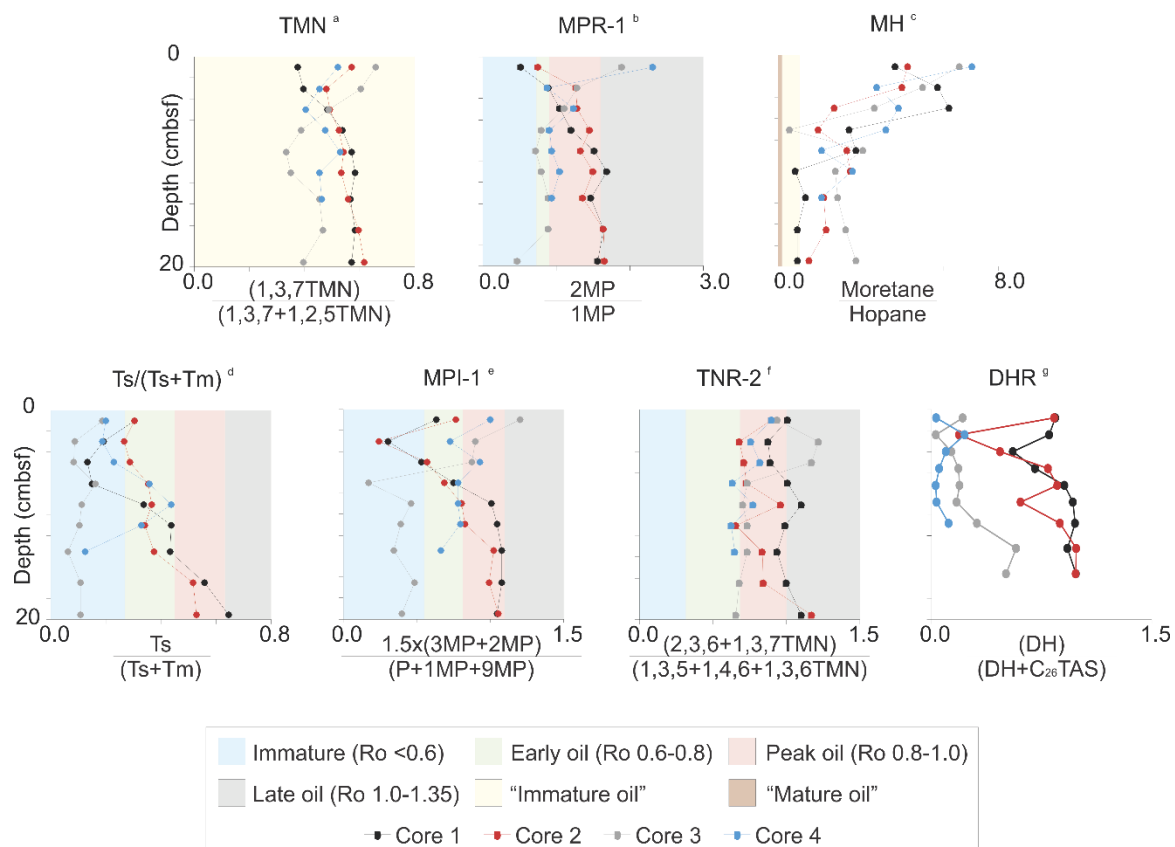 TMN a
MPR-1 b
MH c
0
Depth (cmbsf)
20
0.0
0.8
(1,3,7TMN)
(1,3,7+1,2,5TMN)
0.0
3.0
2MP
1MP
0.0
8.0
Moretane
Hopane
Ts/(Ts+Tm) d
MPI-1 e
TNR-2 f
DHR g
0
Depth (cmbsf)
20
0.0
0.8
Ts
(Ts+Tm)
0.0
1.5
1.5x(3MP+2MP)
(P+1MP+9MP)
0.0
1.5
(2,3,6+1,3,7TMN)
(1,3,5+1,4,6+1,3,6TMN)
0.0
1.5
(DH)
(DH+C₂₆TAS)
Immature (Ro <0.6)
Early oil (Ro 0.6-0.8)
Peak oil (Ro 0.8-1.0)
Late oil (Ro 1.0-1.35)
“Immature oil”
“Mature oil”
Core 1
Core 2
Core 3
Core 4